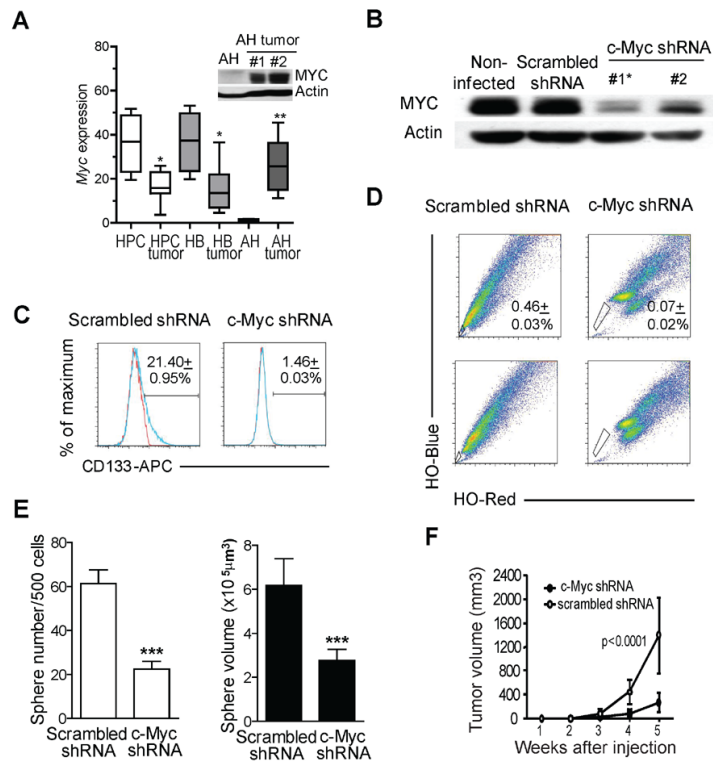 A
Myc expression
80
60
40
20
0
HPC
HPC tumor
HB
HB tumor
AH
AH tumor
*
*
**
AH tumor
AH #1 #2
MYC
Actin
B
c-Myc shRNA
Non-infected
Scrambled shRNA
#1* #2
MYC
Actin
C
Scrambled shRNA c-Myc shRNA
21.40±
0.95%
1.46±
0.03%
% of maximum
CD133-APC
D
Scrambled shRNA c-Myc shRNA
0.46±
0.03%
0.07±
0.02%
HO-Blue
HO-Red
E
Sphere number/500 cells
80
60
40
20
0
***
Scrambled shRNA
c-Myc shRNA
Sphere volume (x10 5µm3)
8
6
4
2
0
***
Scrambled shRNA
c-Myc shRNA
F
Tumor volume (mm3)
2400
2000
1600
1200
800
400
0
c-Myc shRNA
scrambled shRNA
p<0.0001
1 2 3 4 5
Weeks after injection